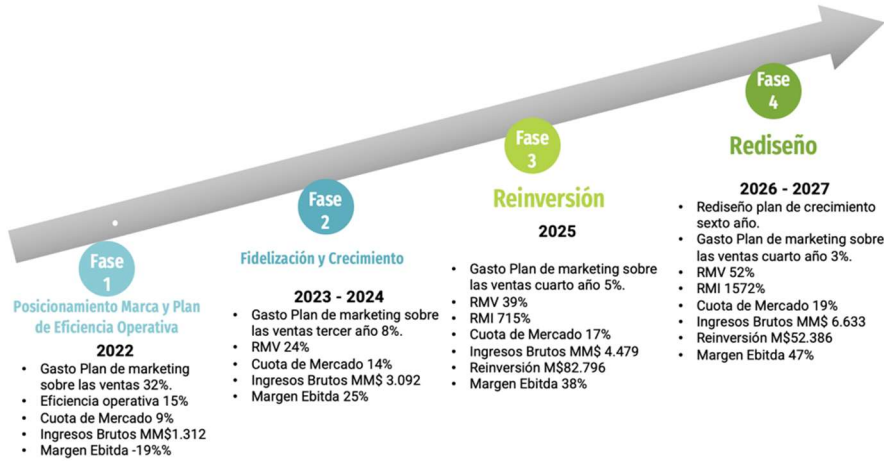 Fase
1
Posicionamiento Marca y Plan
de Eficiencia Operativa
2022
• Gasto Plan de marketing
sobre las ventas 32%.
• Eficiencia operativa 15%
• Cuota de Mercado 9%
• Ingresos Brutos MM$1.312
• Margen Ebitda -19%%
Fase
2
Fidelización y Crecimiento
2023 - 2024
• Gasto Plan de marketing sobre
las ventas tercer año 8%.
• RMV 24%
• Cuota de Mercado 14%
• Ingresos Brutos MM$ 3.092
• Margen Ebitda 25%
Fase
3
Reinversión
2025
• Gasto Plan de marketing sobre
las ventas cuarto año 5%.
• RMV 39%
• RMI 715%
• Cuota de Mercado 17%
• Ingresos Brutos MM$ 4.479
• Reinversión M$82.796
• Margen Ebitda 38%
Fase
4
Rediseño
2026 - 2027
• Rediseño plan de crecimiento
sexto año.
• Gasto Plan de marketing sobre
las ventas cuarto año 3%.
• RMV 52%
• RMI 1572%
• Cuota de Mercado 19%
• Ingresos Brutos MM$ 6.633
• Reinversión M$52.386
• Margen Ebitda 47%